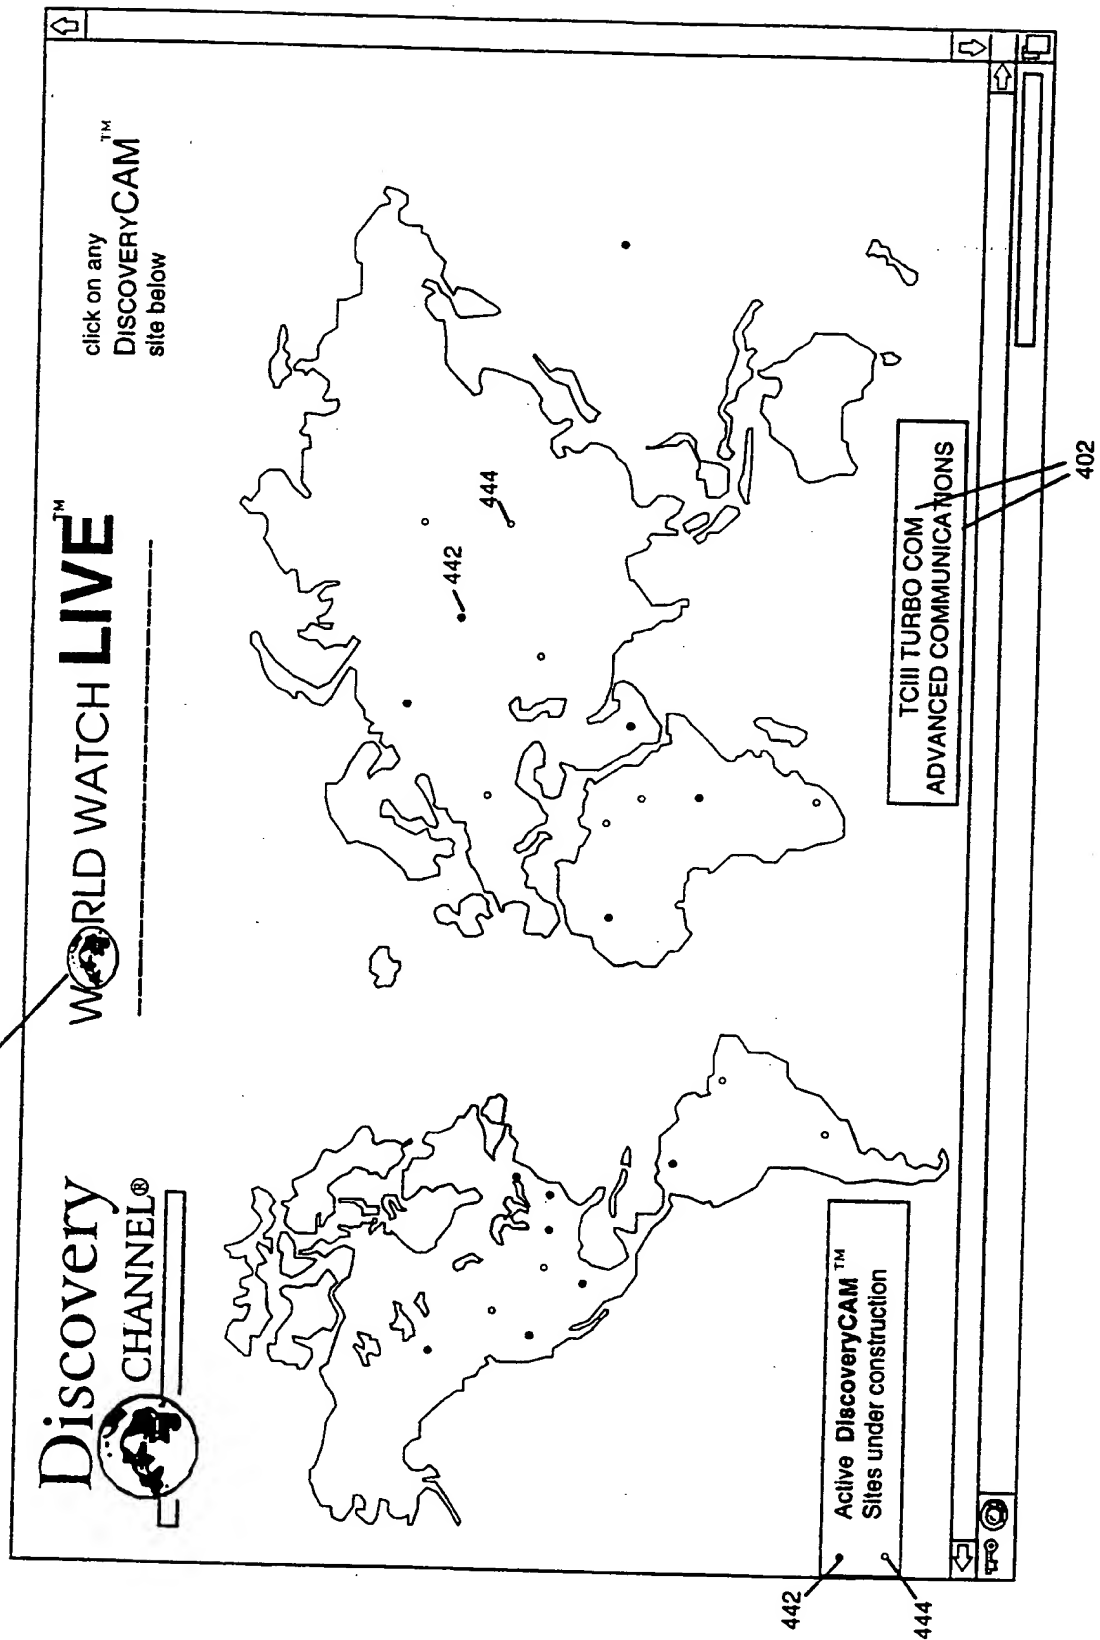 Discovery
CHANNEL®
WORLD WATCH LIVE™
click on any
DISCOVERYCAM™
site below
442
444
442
444
Active DiscoveryCAM™
Sites under construction
TCIII TURBO COM
ADVANCED COMMUNICATIONS
402